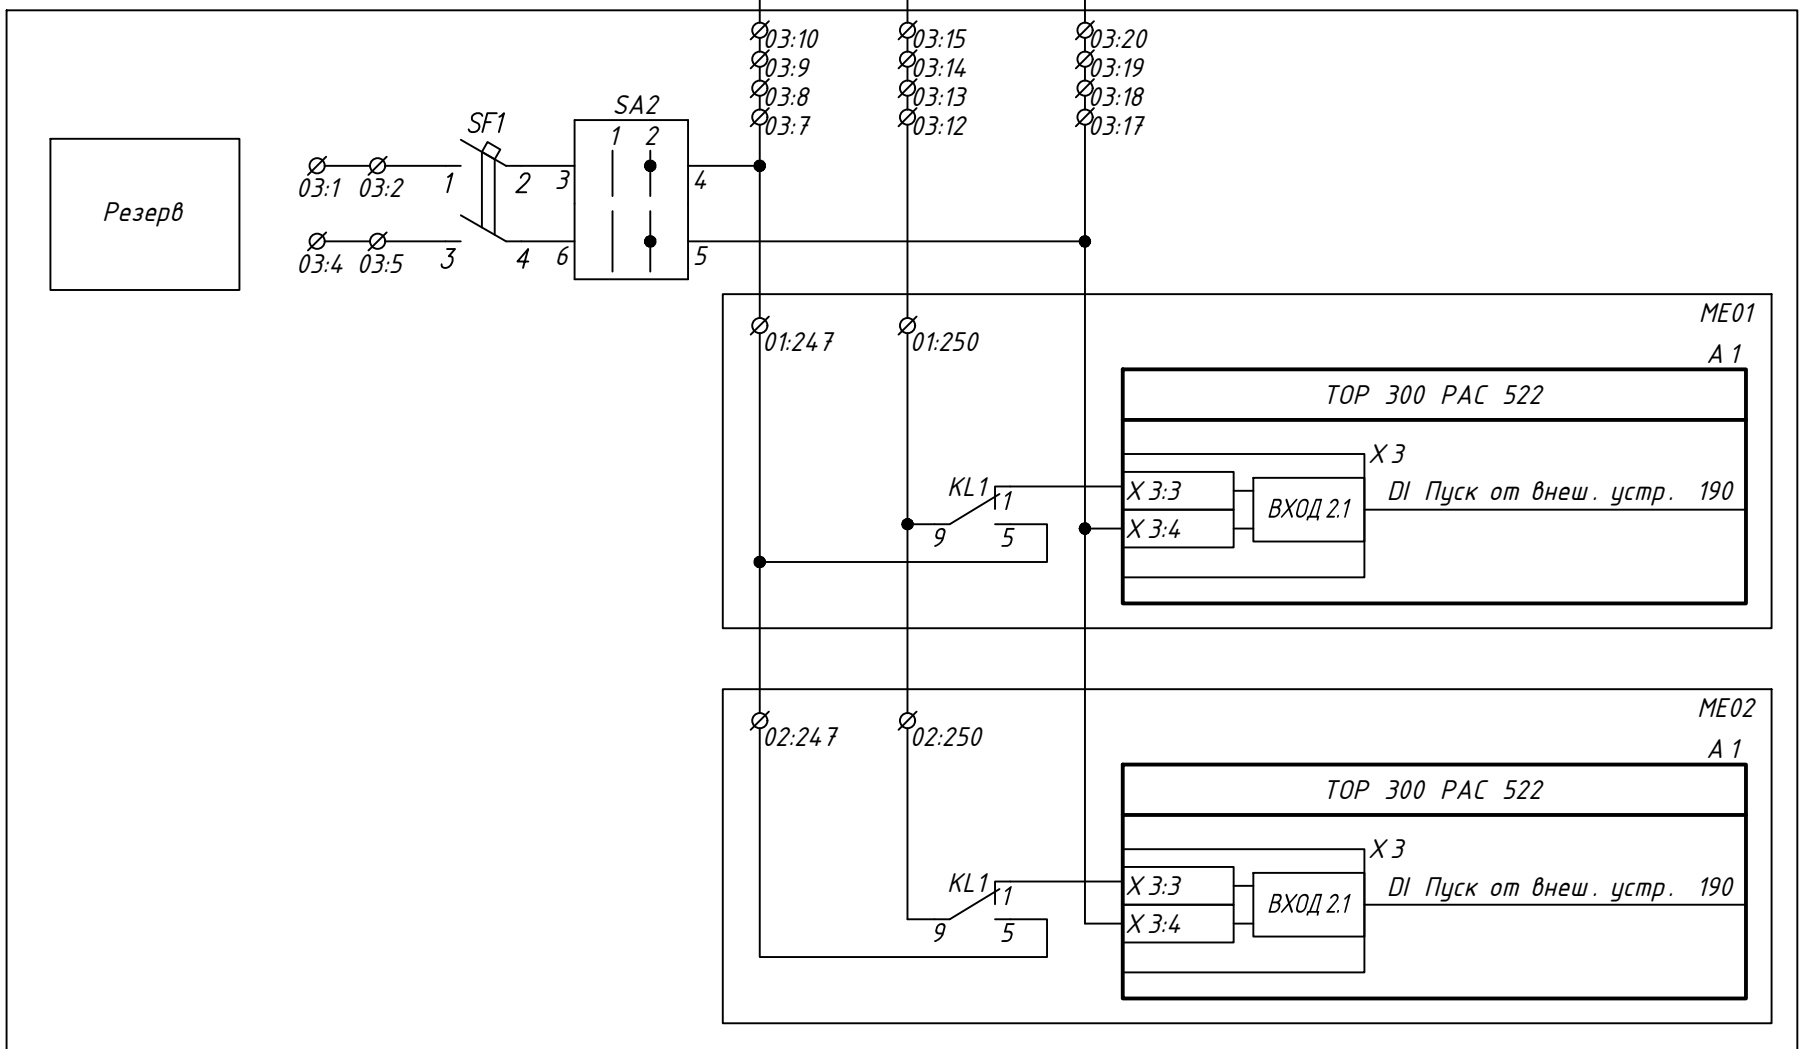 03:10 03:15 03:20
03:9 03:14 03:19
03:8 03:13 03:18
03:7 03:12 03:17
SA2
SF1
1 2
03:1 03:2 1 2 3 4
Резерв
03:4 03:5 3 4 6 5
ME01
01:247 01:250
A 1
ТОР 300 РАС 522
X 3
KL1 1 X 3:3 ВХОД 2.1 DI Пуск от внеш. устр. 190
9 5 X 3:4
ME02
02:247 02:250
A 1
ТОР 300 РАС 522
X 3
KL1 1 X 3:3 ВХОД 2.1 DI Пуск от внеш. устр. 190
9 5 X 3:4